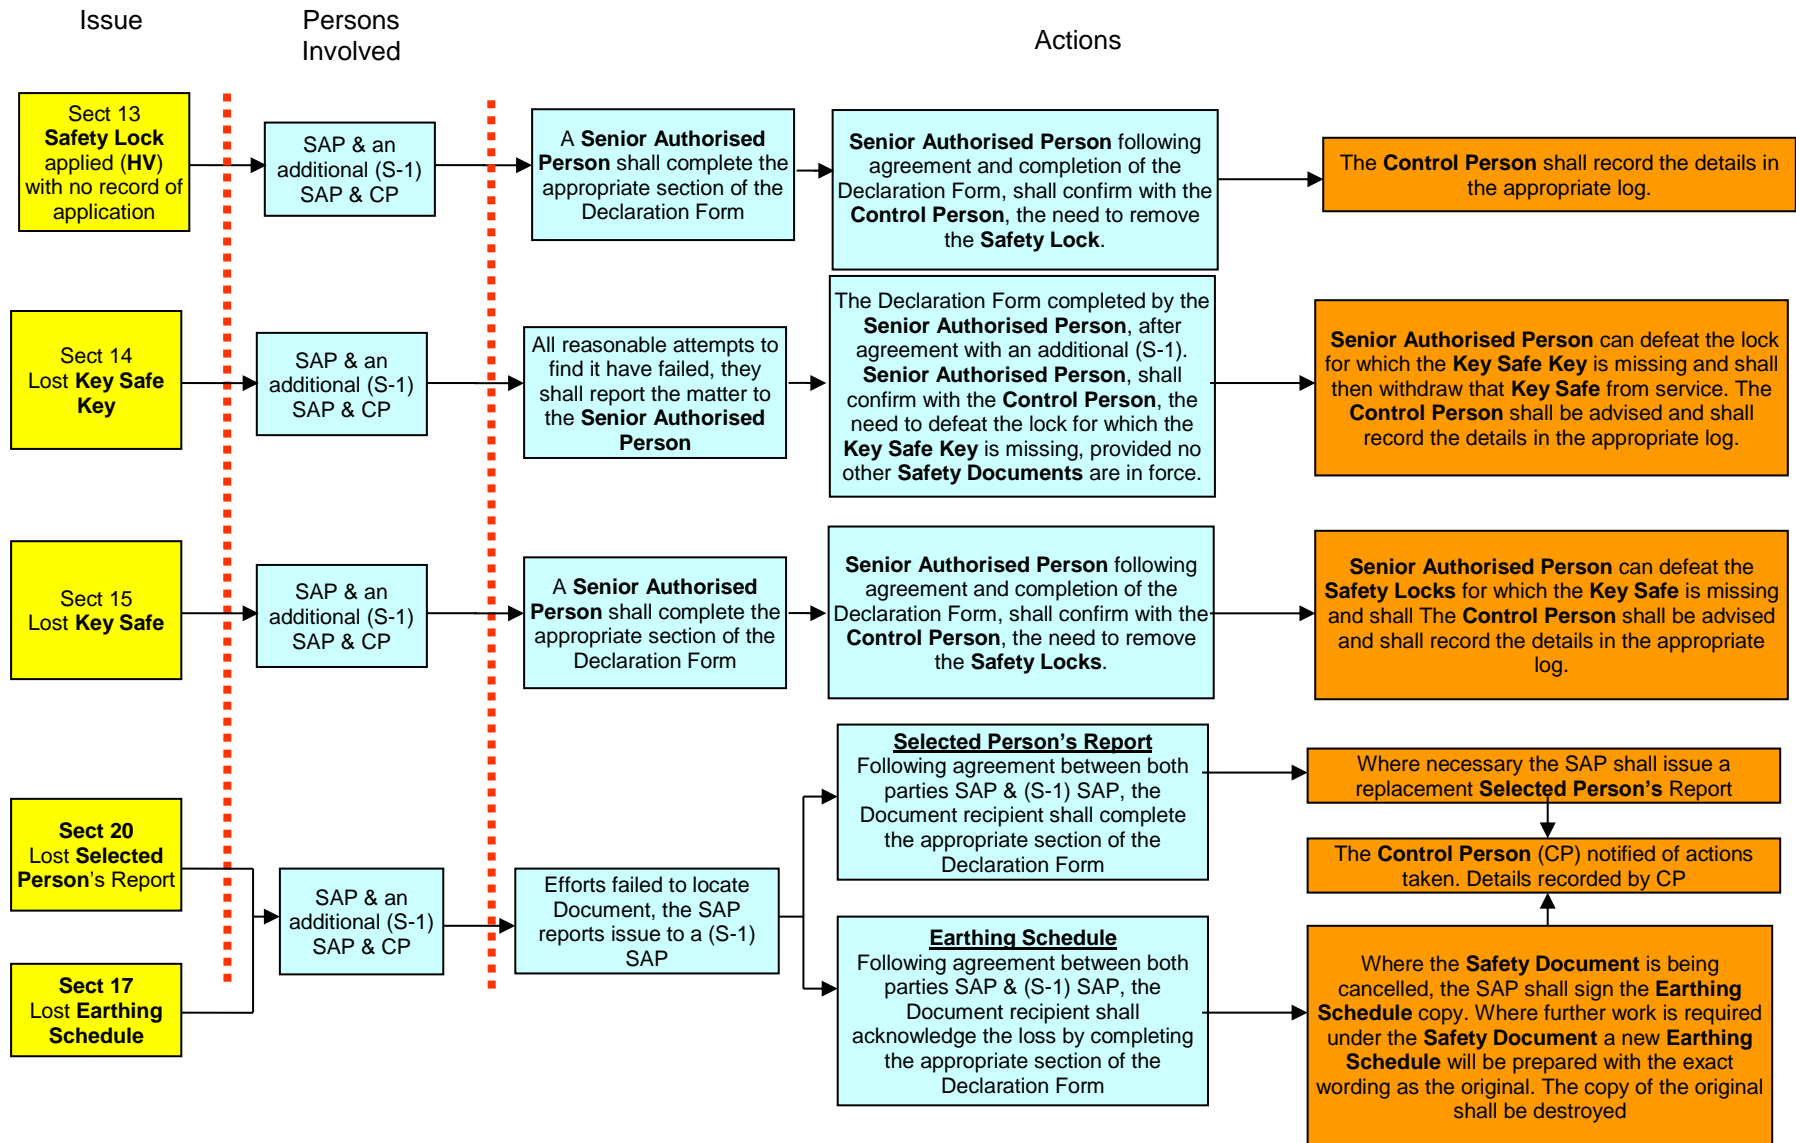 Issue
Persons
Involved
Actions
Sect 13
Safety Lock
applied (HV)
with no record of
application
SAP & an
additional (S-1)
SAP & CP
A Senior Authorised
Person shall complete the
appropriate section of the
Declaration Form
Senior Authorised Person following
agreement and completion of the
Declaration Form, shall confirm with the
Control Person, the need to remove
the Safety Lock.
The Control Person shall record the details in
the appropriate log.
Sect 14
Lost Key Safe
Key
SAP & an
additional (S-1)
SAP & CP
All reasonable attempts to
find it have failed, they
shall report the matter to
the Senior Authorised
Person
The Declaration Form completed by the
Senior Authorised Person, after
agreement with an additional (S-1).
Senior Authorised Person, shall
confirm with the Control Person, the
need to defeat the lock for which the
Key Safe Key is missing, provided no
other Safety Documents are in force.
Senior Authorised Person can defeat the lock
for which the Key Safe Key is missing and shall
then withdraw that Key Safe from service. The
Control Person shall be advised and shall
record the details in the appropriate log.
Sect 15
Lost Key Safe
SAP & an
additional (S-1)
SAP & CP
A Senior Authorised
Person shall complete the
appropriate section of the
Declaration Form
Senior Authorised Person following
agreement and completion of the
Declaration Form, shall confirm with the
Control Person, the need to remove
the Safety Locks.
Senior Authorised Person can defeat the
Safety Locks for which the Key Safe is missing
and shall The Control Person shall be advised
and shall record the details in the appropriate
log.
Sect 20
Lost Selected
Person's Report
Sect 17
Lost Earthing
Schedule
SAP & an
additional (S-1)
SAP & CP
Efforts failed to locate
Document, the SAP
reports issue to a (S-1)
SAP
Selected Person's Report
Following agreement between both
parties SAP & (S-1) SAP, the
Document recipient shall complete
the appropriate section of the
Declaration Form
Where necessary the SAP shall issue a
replacement Selected Person's Report
The Control Person (CP) notified of actions
taken. Details recorded by CP
Earthing Schedule
Following agreement between both
parties SAP & (S-1) SAP, the
Document recipient shall
acknowledge the loss by completing
the appropriate section of the
Declaration Form
Where the Safety Document is being
cancelled, the SAP shall sign the Earthing
Schedule copy. Where further work is required
under the Safety Document a new Earthing
Schedule will be prepared with the exact
wording as the original. The copy of the original
shall be destroyed